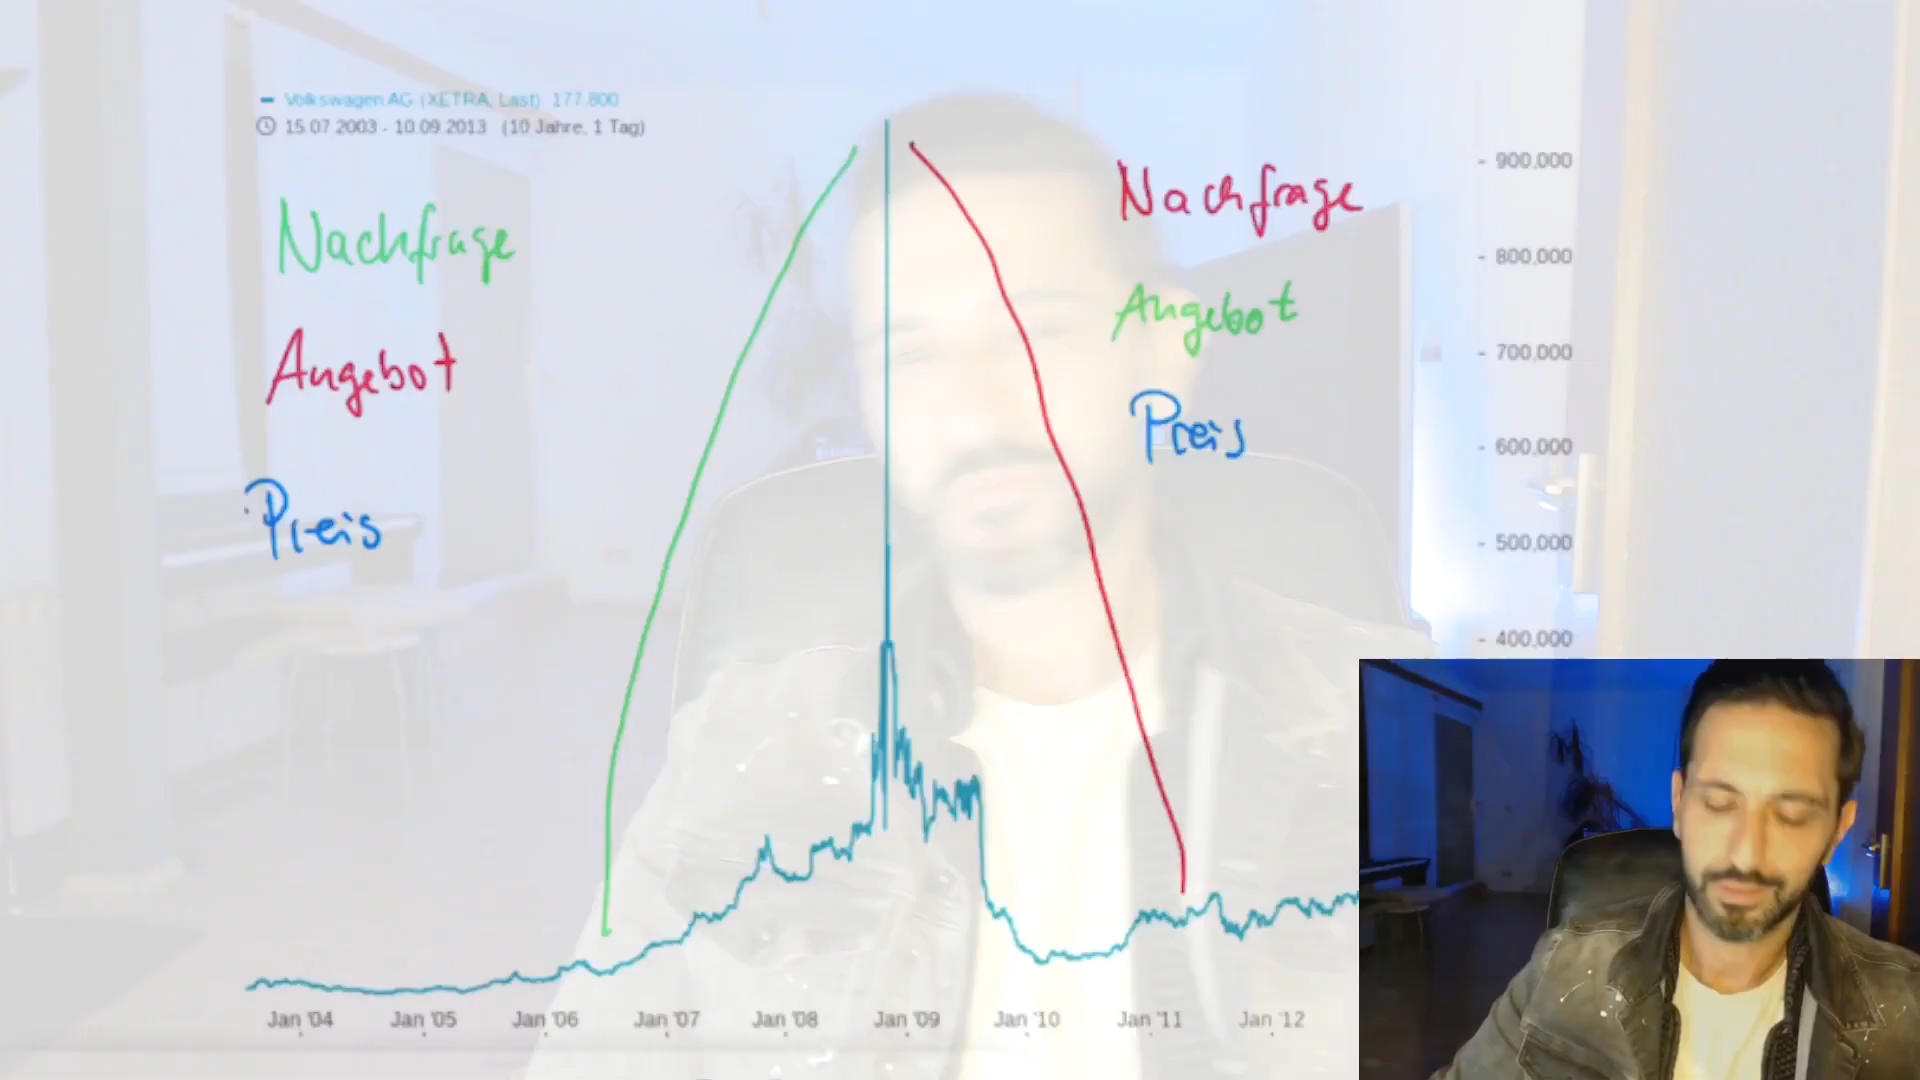 Volkswagen AG (XETRA, Last) 177.800
15.07.2003 - 10.09.2013 (10 Jahre, 1 Tag)
Nachfrage
Angebot
Preis
Nachfrage
Angebot
Preis
- 900,000
- 800,000
- 700,000
- 600,000
- 500,000
- 400,000
Jan '04 Jan '05 Jan '06 Jan '07 Jan '08 Jan '09 Jan '10 Jan '11 Jan '12